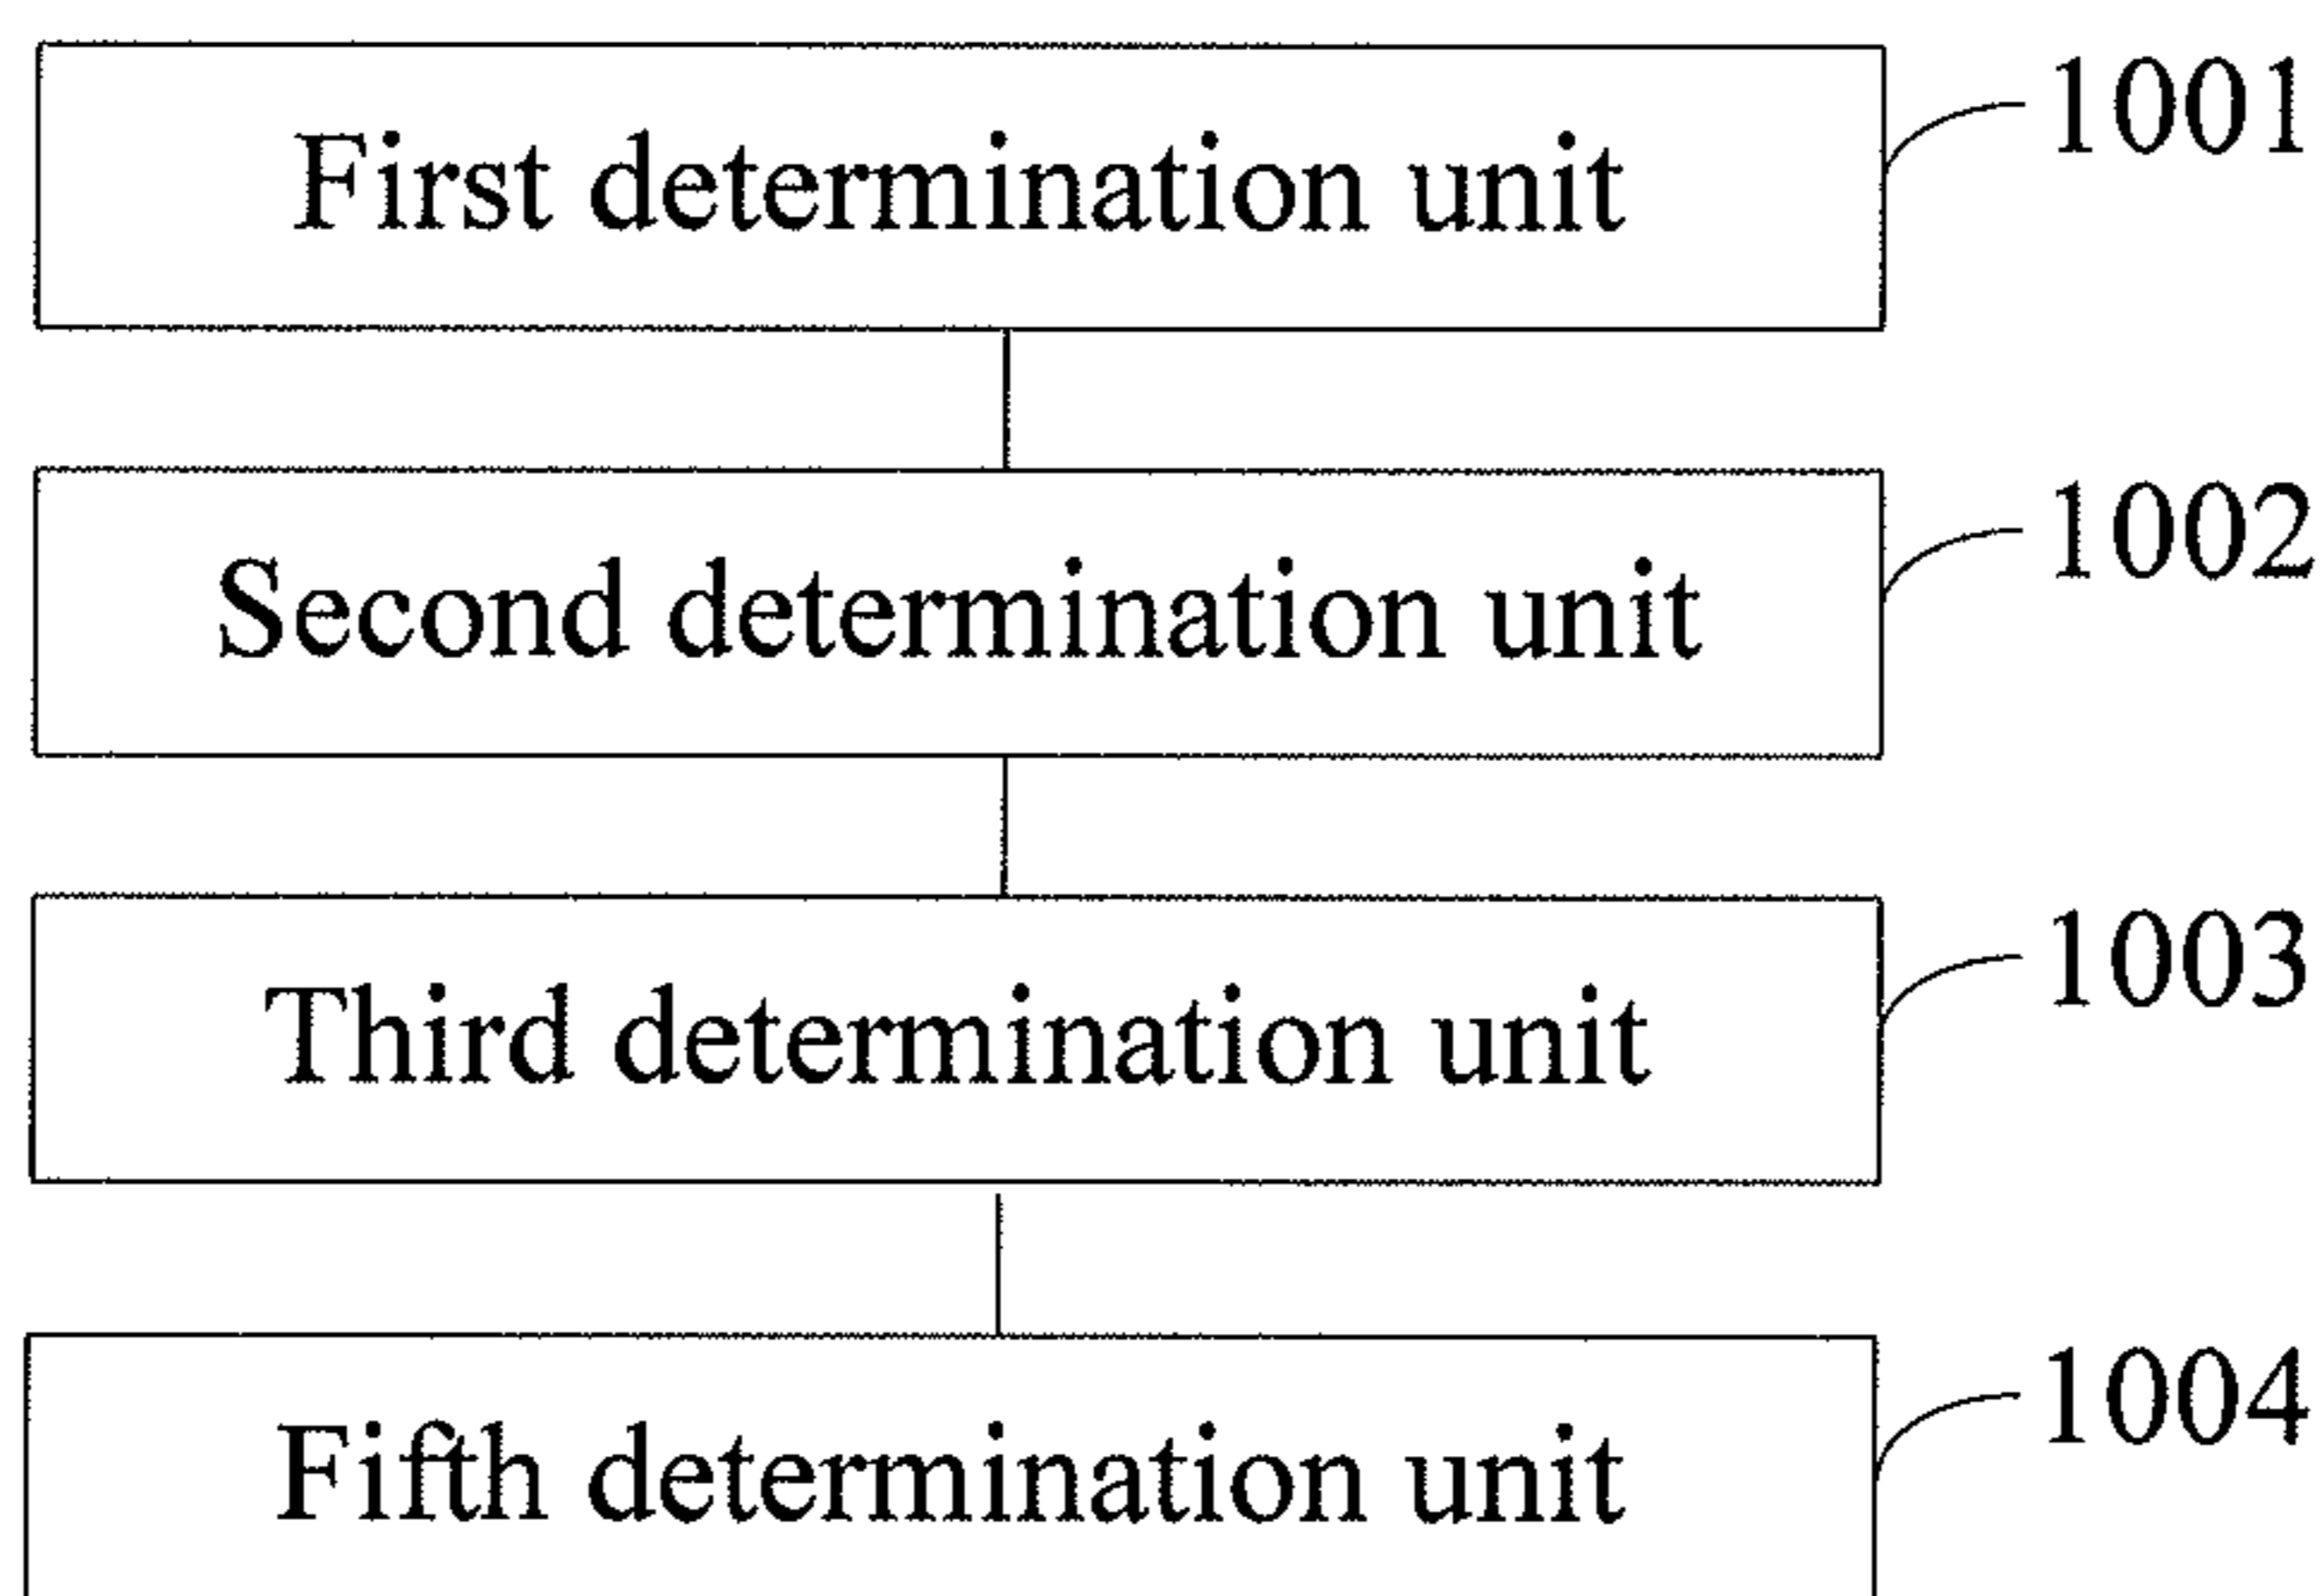 First determination unit
1001
Second determination unit
1002
Third determination unit
1003
Fifth determination unit
1004